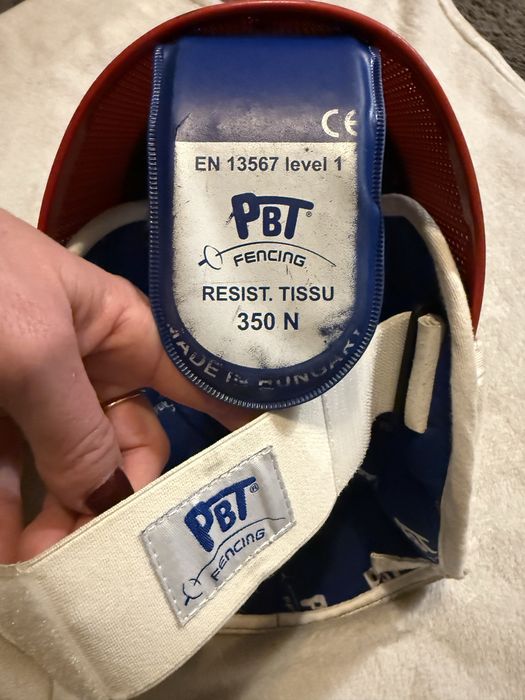 CE
EN 13567 level 1
PBT®
FENCING
RESIST. TISSU
350 N
MADE IN HUNGARY
PBT®
FENCING